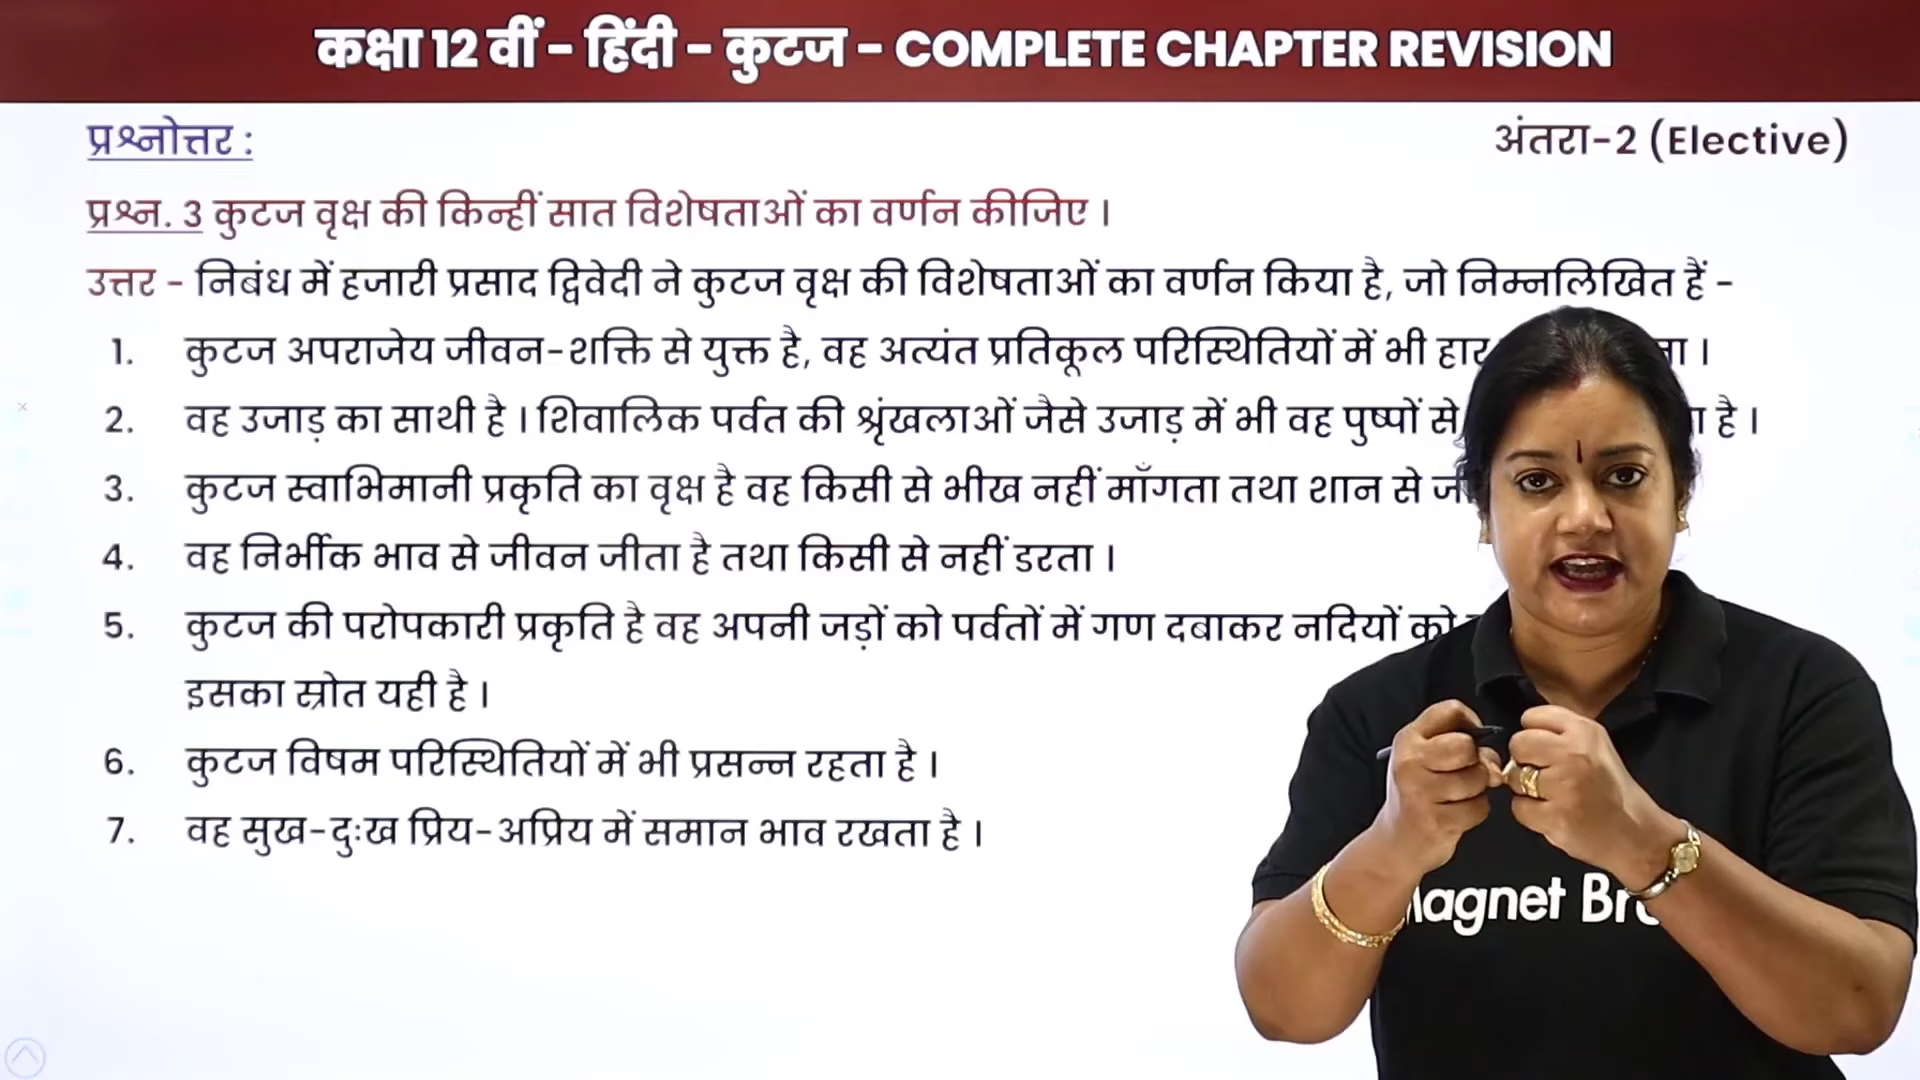 कक्षा 12 वीं - हिंदी - कुटज - COMPLETE CHAPTER REVISION
प्रश्नोत्तर :
अंतरा-2 (Elective)
प्रश्न. 3 कुटज वृक्ष की किन्हीं सात विशेषताओं का वर्णन कीजिए ।
उत्तर - निबंध में हजारी प्रसाद द्विवेदी ने कुटज वृक्ष की विशेषताओं का वर्णन किया है, जो निम्नलिखित हैं -
1. कुटज अपराजेय जीवन-शक्ति से युक्त है, वह अत्यंत प्रतिकूल परिस्थितियों में भी हार ।
2. वह उजाड़ का साथी है । शिवालिक पर्वत की श्रृंखलाओं जैसे उजाड़ में भी वह पुष्पों से है ।
3. कुटज स्वाभिमानी प्रकृति का वृक्ष है वह किसी से भीख नहीं माँगता तथा शान से
4. वह निर्भीक भाव से जीवन जीता है तथा किसी से नहीं डरता ।
5. कुटज की परोपकारी प्रकृति है वह अपनी जड़ों को पर्वतों में गण दबाकर नदियों को
इसका स्रोत यही है ।
6. कुटज विषम परिस्थितियों में भी प्रसन्न रहता है ।
7. वह सुख-दुःख प्रिय-अप्रिय में समान भाव रखता है ।
agnet Br